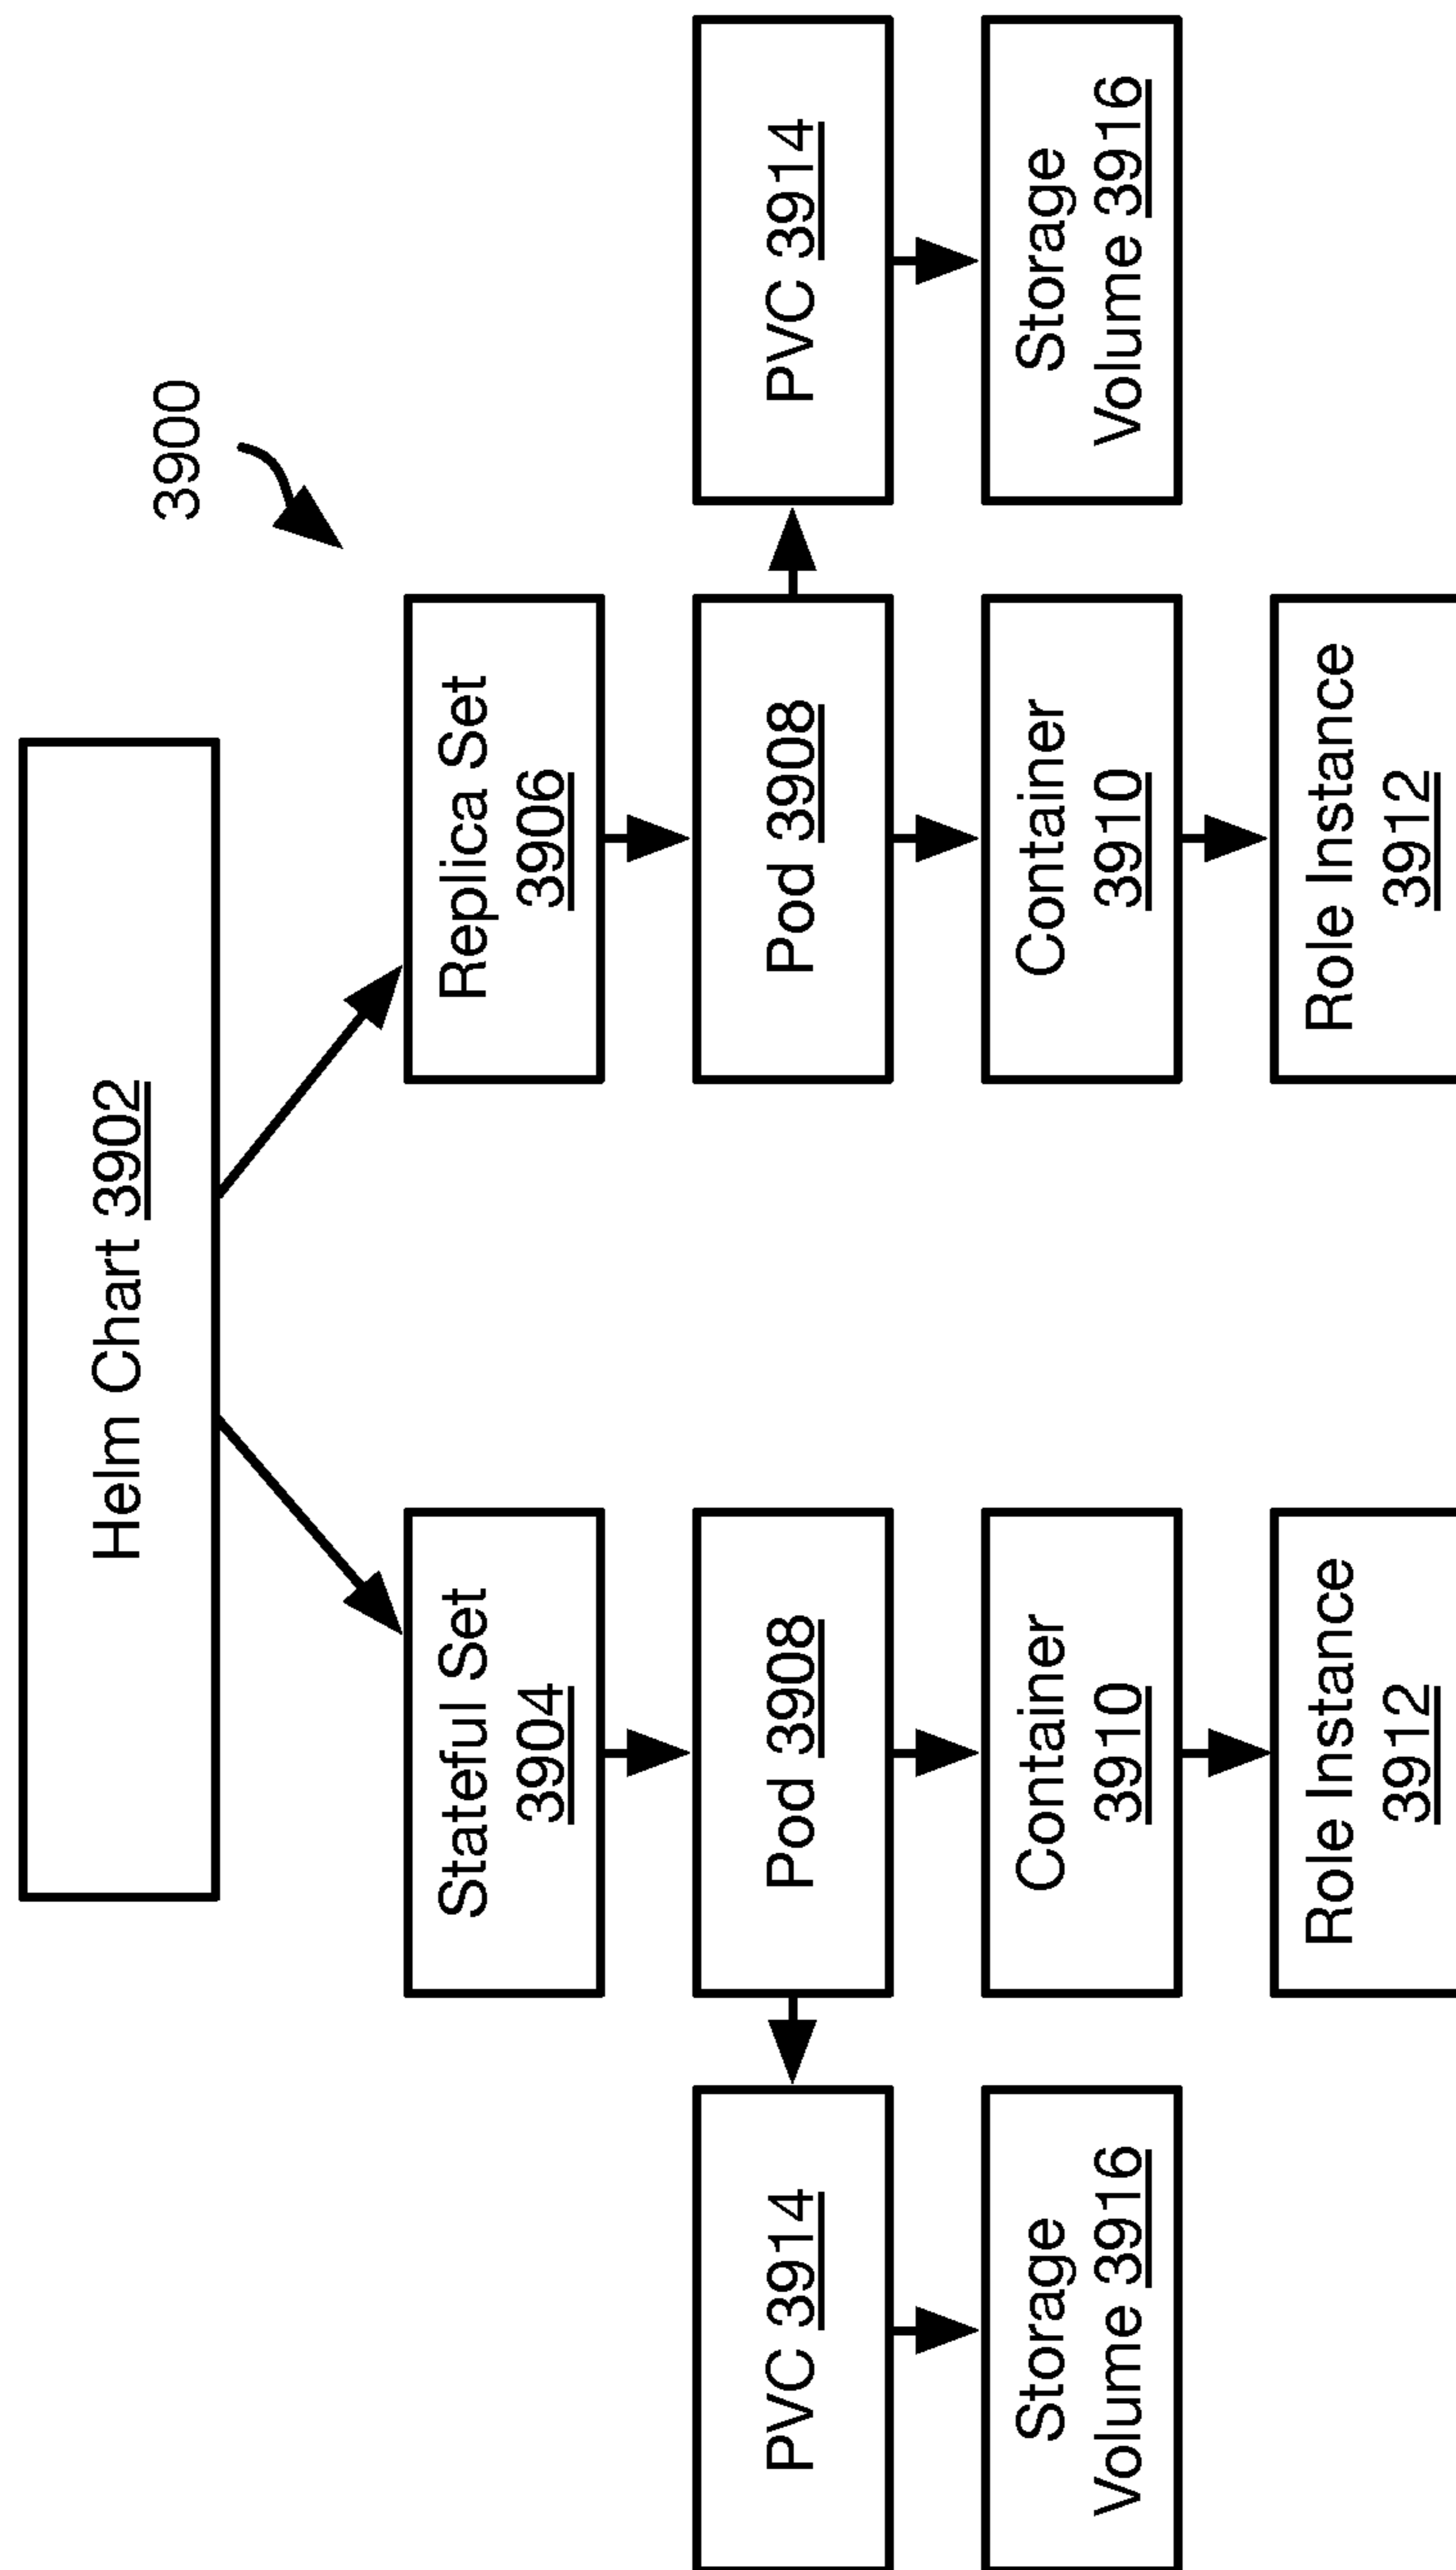 Helm Chart 3902
3900
Stateful Set
3904
Replica Set
3906
PVC 3914
Pod 3908
Pod 3908
PVC 3914
Storage
Volume 3916
Container
3910
Container
3910
Storage
Volume 3916
Role Instance
3912
Role Instance
3912